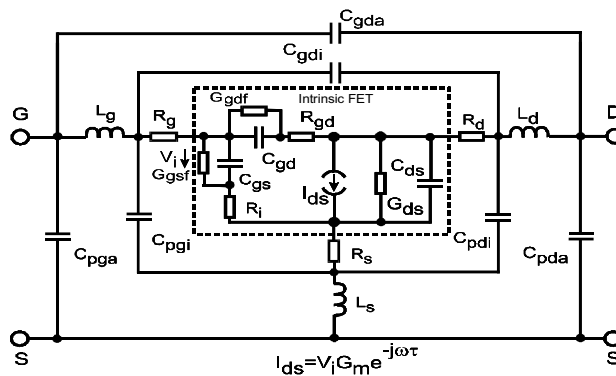 Cgda
Cgdi
Intrinsic FET
G
Lg
Rg
Ggdf
Rgd
Rd
Ld
D
Vi
Ggsf
Cgs
Cgd
Ids
Cds
Gds
Ri
Cpga
Cpgi
Rs
Cpdi
Cpda
Ls
S
S
Ids=ViGme-jωτ